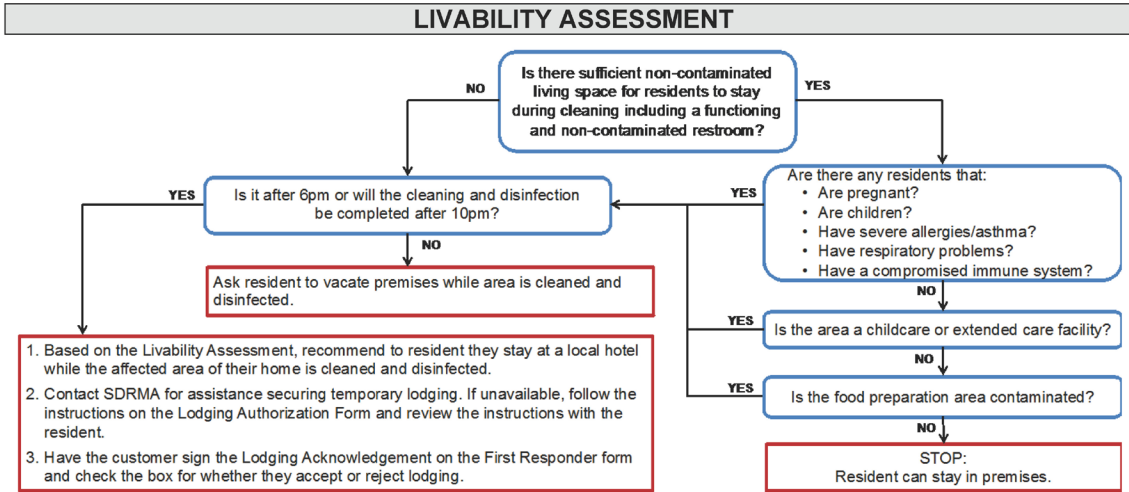 LIVABILITY ASSESSMENT
Is there sufficient non-contaminated
living space for residents to stay
during cleaning including a functioning
and non-contaminated restroom?
NO
YES
Is it after 6pm or will the cleaning and disinfection
be completed after 10pm?
YES
NO
Ask resident to vacate premises while area is cleaned and
disinfected.
1. Based on the Livability Assessment, recommend to resident they stay at a local hotel
while the affected area of their home is cleaned and disinfected.
2. Contact SDRMA for assistance securing temporary lodging. If unavailable, follow the
instructions on the Lodging Authorization Form and review the instructions with the
resident.
3. Have the customer sign the Lodging Acknowledgement on the First Responder form
and check the box for whether they accept or reject lodging.
Are there any residents that:
• Are pregnant?
• Are children?
• Have severe allergies/asthma?
• Have respiratory problems?
• Have a compromised immune system?
YES
NO
Is the area a childcare or extended care facility?
YES
NO
Is the food preparation area contaminated?
YES
NO
STOP:
Resident can stay in premises.